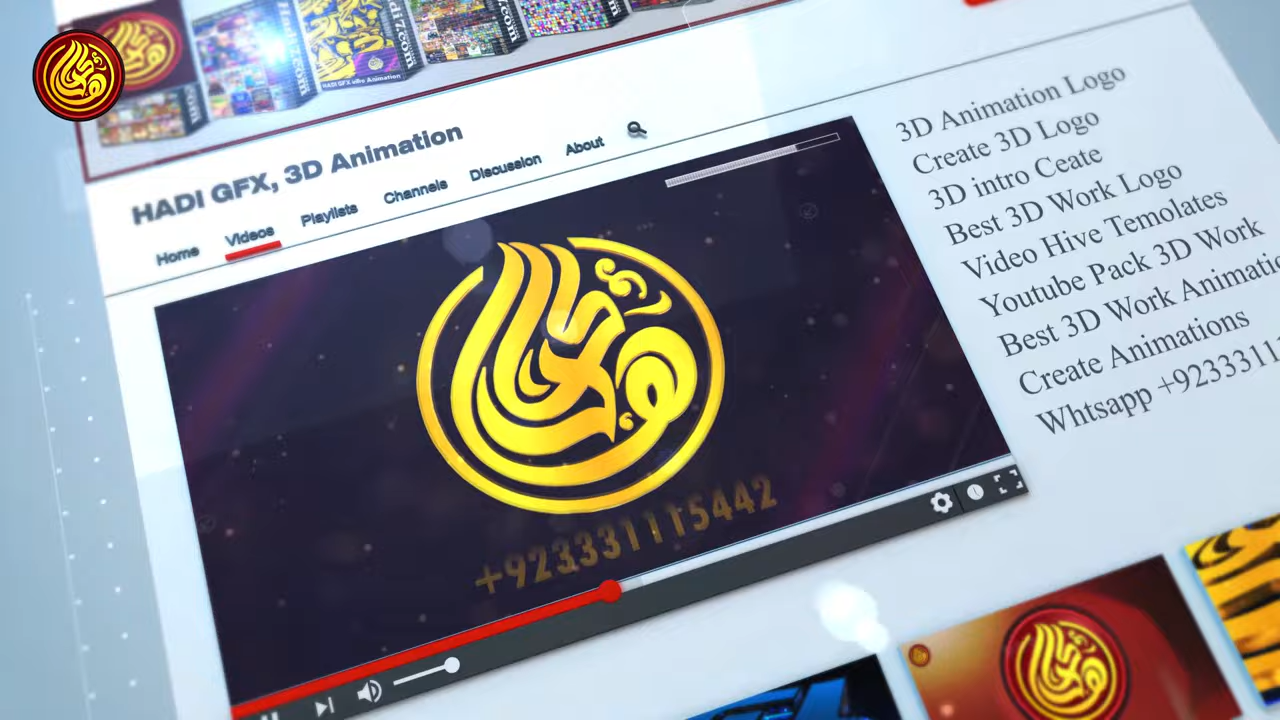 HADI GFX, 3D Animation
Home Videos Playlists Channels Discussion About
3D Animation Logo
Create 3D Logo
3D intro Ceate
Best 3D Work Logo
Video Hive Temolates
Youtube Pack 3D Work
Best 3D Work Animatio
Create Animations
Whtsapp +9233311
+923331115442